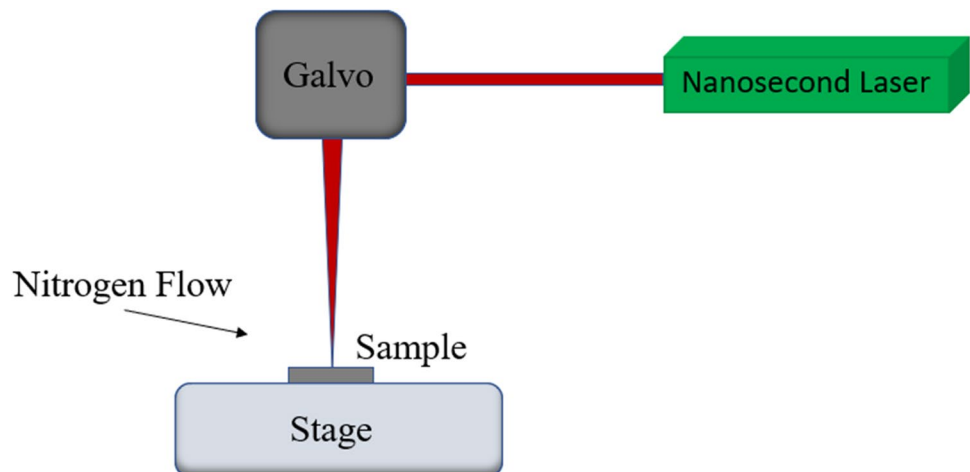 Galvo
Nanosecond Laser
Nitrogen Flow
Sample
Stage